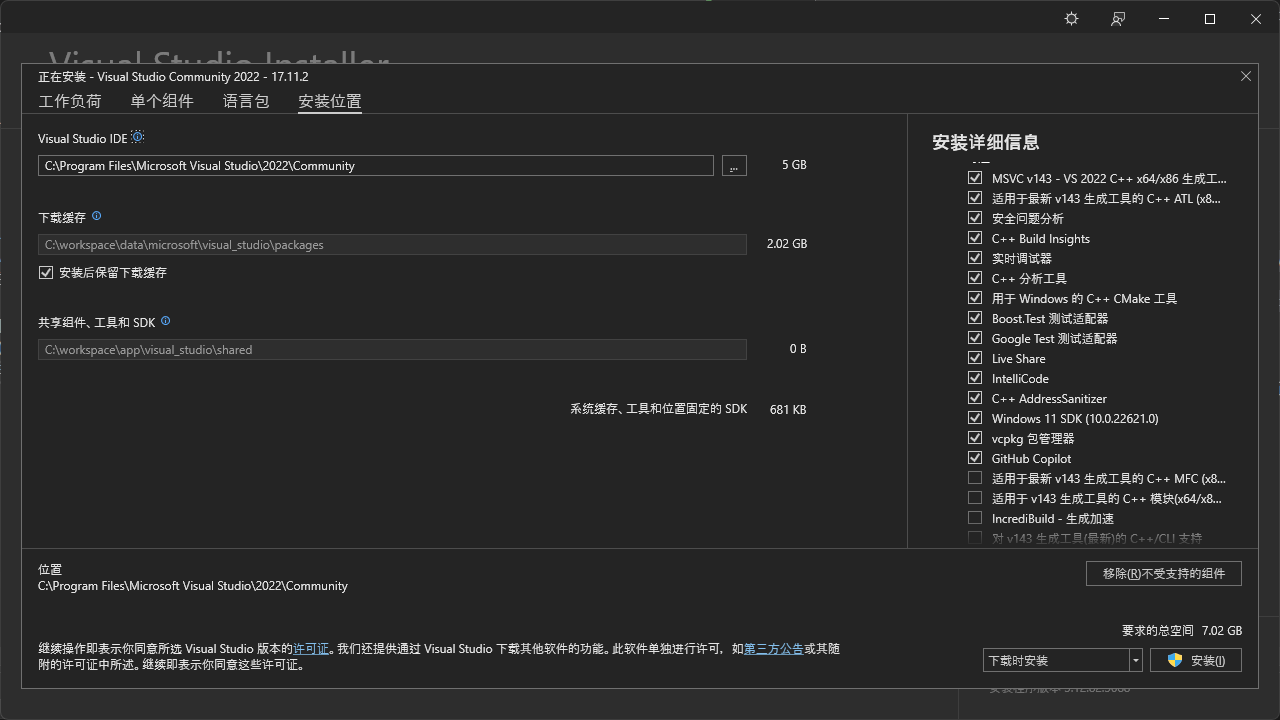 Visual Studio Installer
正在安装 - Visual Studio Community 2022 - 17.11.2
工作负荷 单个组件 语言包 安装位置
Visual Studio IDE
C:\Program Files\Microsoft Visual Studio\2022\Community ... 5 GB
下载缓存
C:\workspace\data\microsoft\visual_studio\packages 2.02 GB
安装后保留下载缓存
共享组件、工具和 SDK
C:\workspace\app\visual_studio\shared 0 B
系统缓存、工具和位置固定的 SDK 681 KB
安装详细信息
MSVC v143 - VS 2022 C++ x64/x86 生成工...
适用于最新 v143 生成工具的 C++ ATL (x8...
安全问题分析
C++ Build Insights
实时调试器
C++ 分析工具
用于 Windows 的 C++ CMake 工具
Boost.Test 测试适配器
Google Test 测试适配器
Live Share
IntelliCode
C++ AddressSanitizer
Windows 11 SDK (10.0.22621.0)
vcpkg 包管理器
GitHub Copilot
适用于最新 v143 生成工具的 C++ MFC (x8...
适用于 v143 生成工具的 C++ 模块(x64/x8...
IncrediBuild - 生成加速
对 v143 生成工具(最新)的 C++/CLI 支持
位置
C:\Program Files\Microsoft Visual Studio\2022\Community
移除(R)不受支持的组件
要求的总空间 7.02 GB
继续操作即表示你同意所选 Visual Studio 版本的许可证。我们还提供通过 Visual Studio 下载其他软件的功能。此软件单独进行许可，如第三方公告或其随
附的许可证中所述。继续即表示你同意这些许可证。
下载时安装 安装(I)